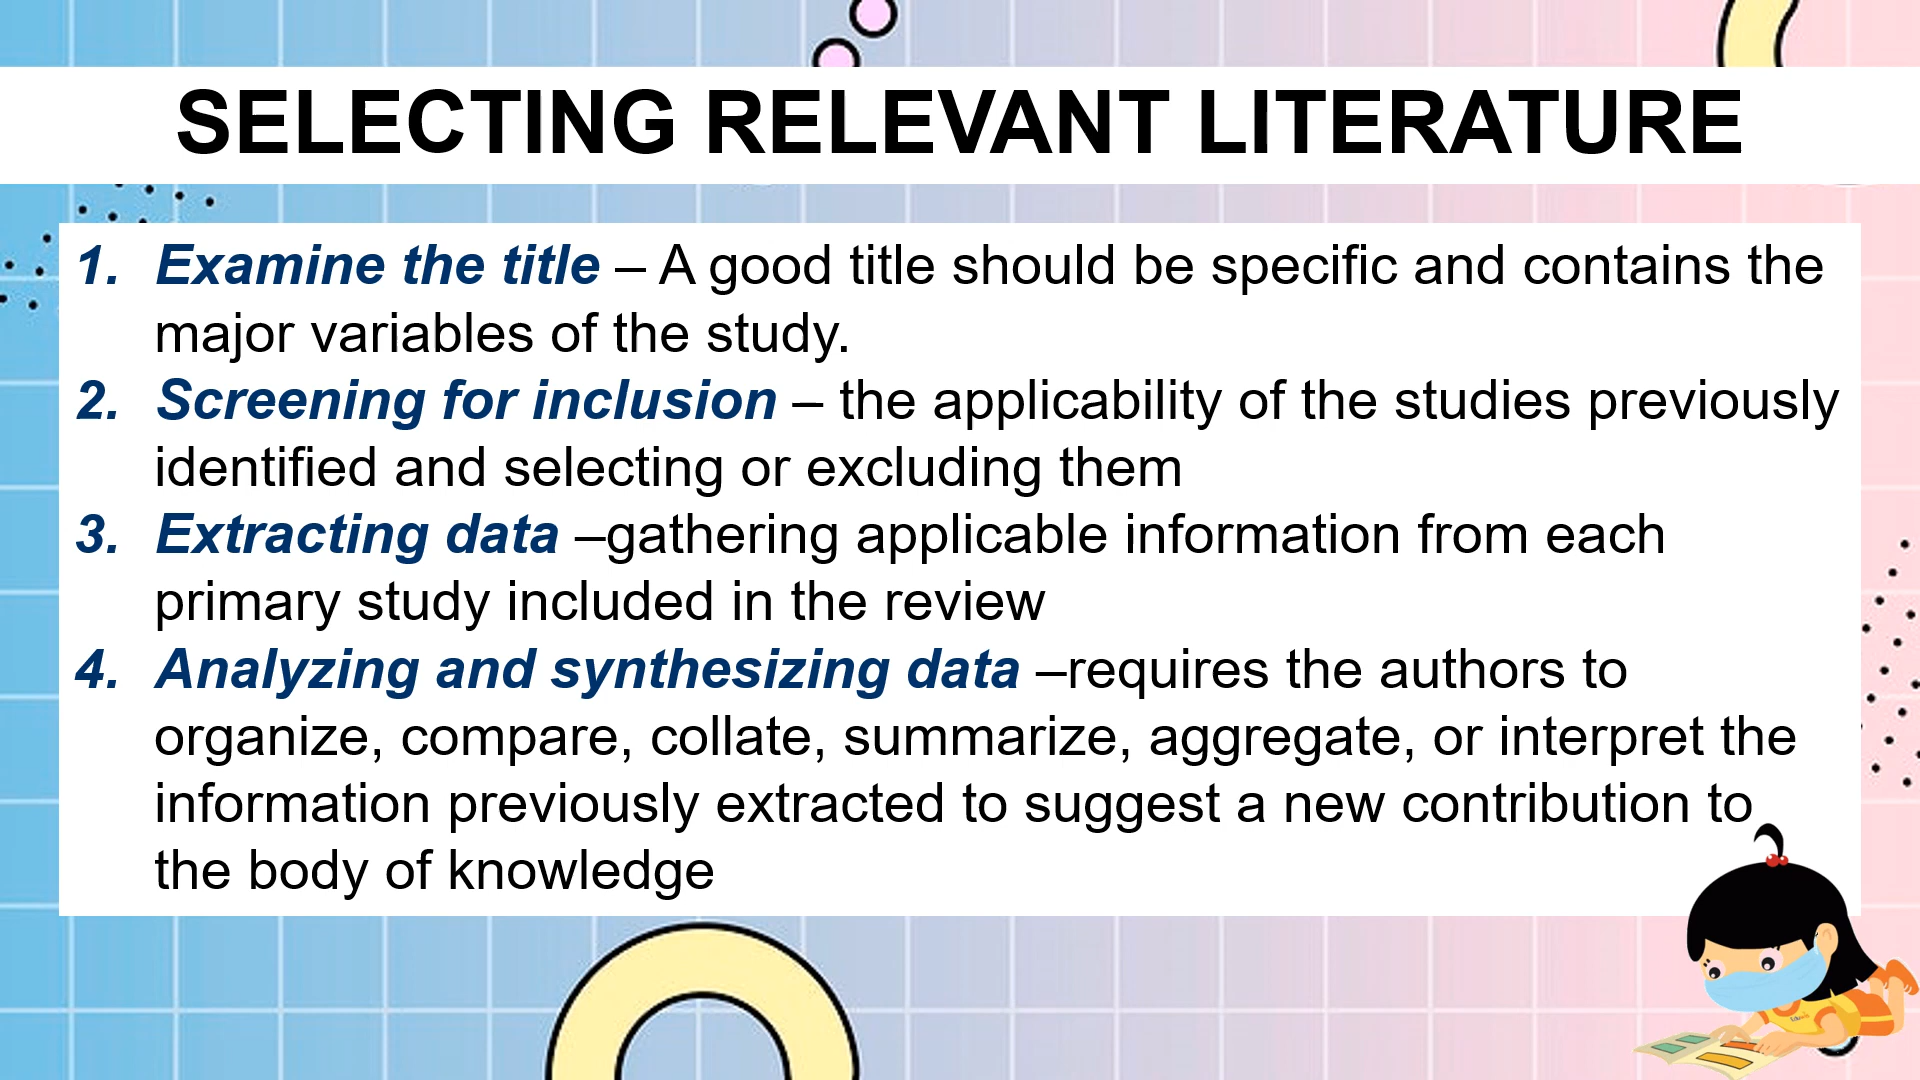 SELECTING RELEVANT LITERATURE
1. Examine the title – A good title should be specific and contains the
major variables of the study.
2. Screening for inclusion – the applicability of the studies previously
identified and selecting or excluding them
3. Extracting data –gathering applicable information from each
primary study included in the review
4. Analyzing and synthesizing data –requires the authors to
organize, compare, collate, summarize, aggregate, or interpret the
information previously extracted to suggest a new contribution to
the body of knowledge